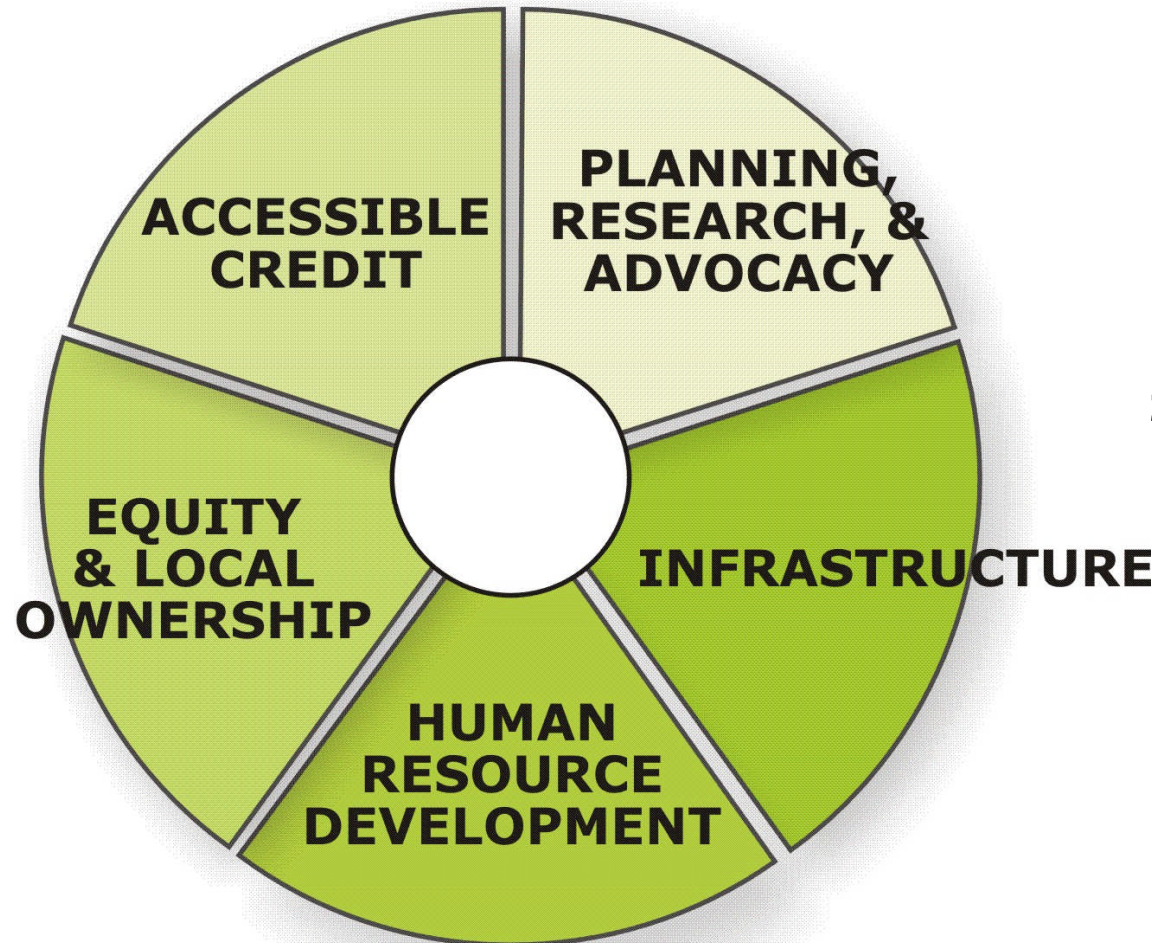 PLANNING,
RESEARCH, &
ADVOCACY
INFRASTRUCTURE
HUMAN
RESOURCE
DEVELOPMENT
EQUITY
& LOCAL
OWNERSHIP
ACCESSIBLE
CREDIT